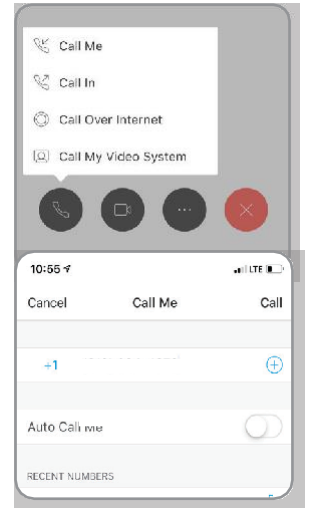 Call Me
Call In
Call Over Internet
Call My Video System
10:55
LTE
Cancel Call Me Call
+1
Auto Call Me
RECENT NUMBERS